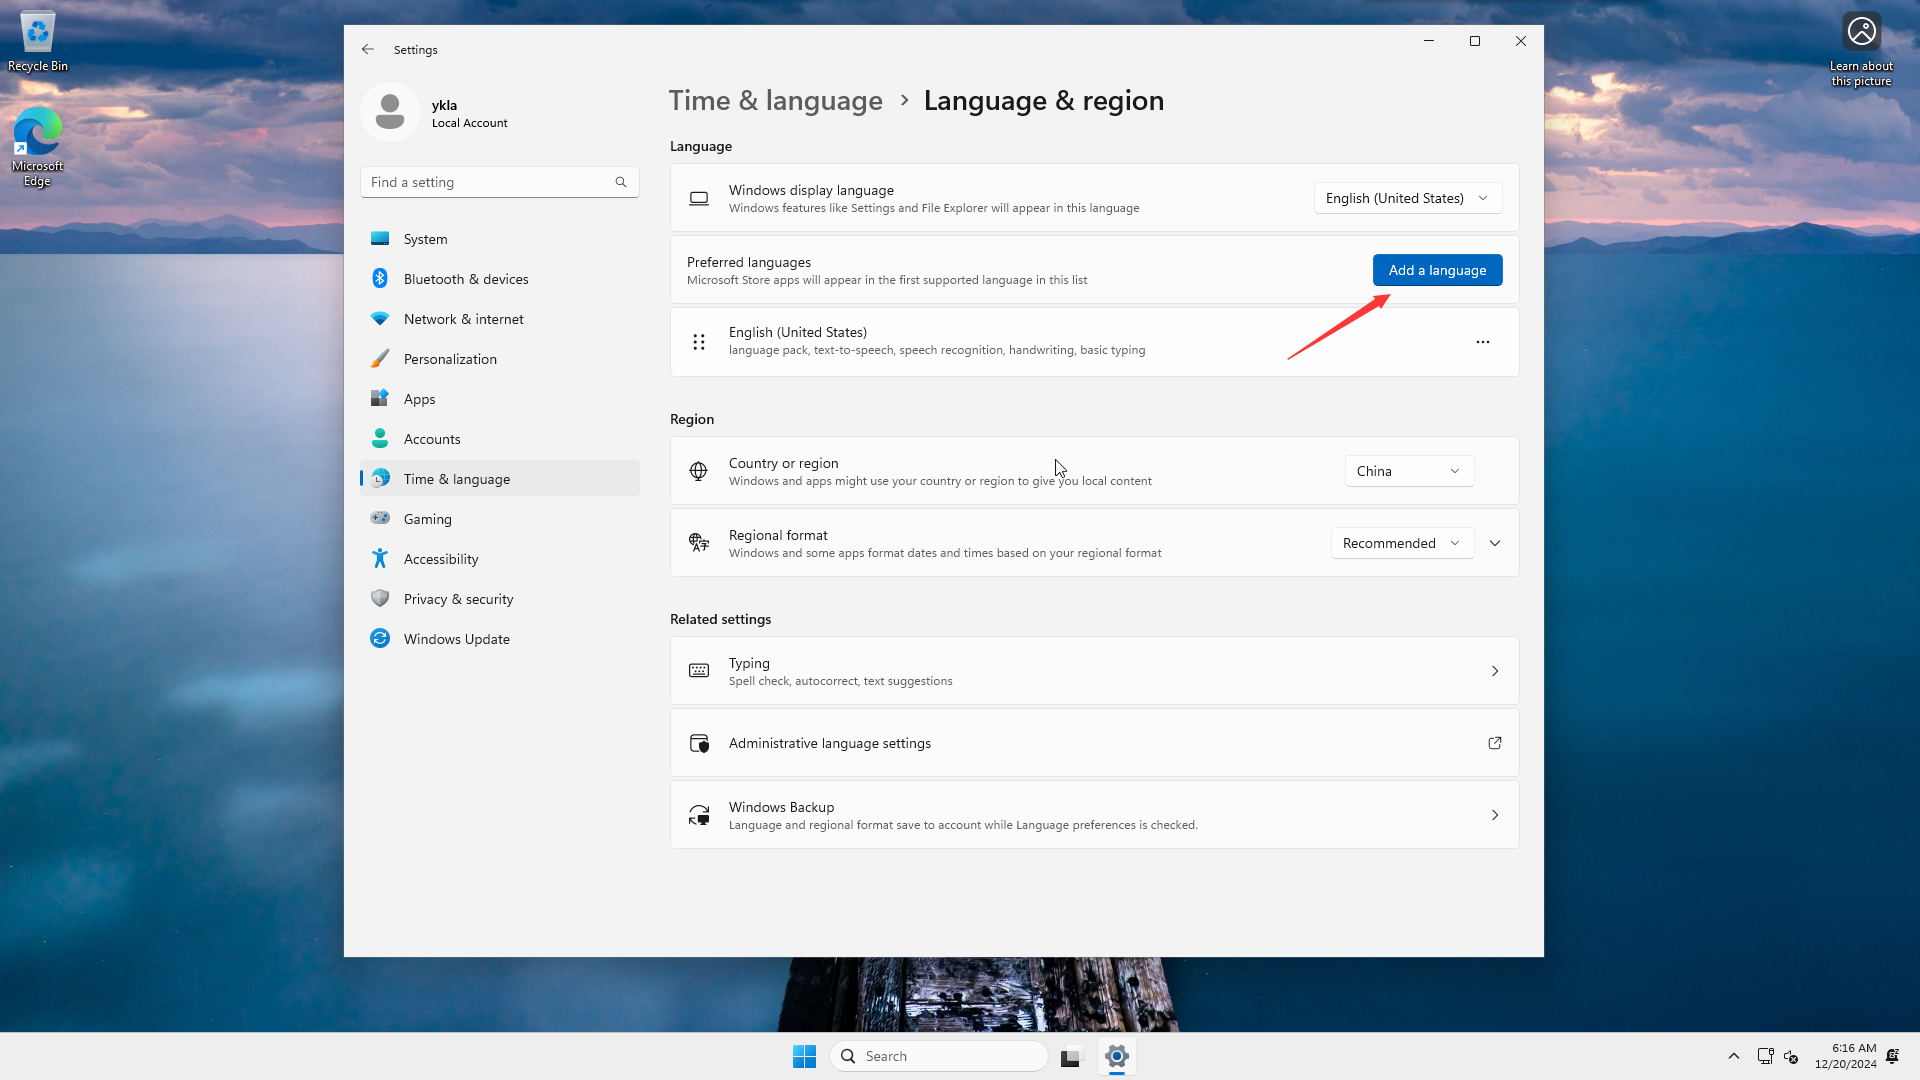 Recycle Bin
Microsoft
Edge
Learn about
this picture
Settings
ykla
Local Account
Find a setting
System
Bluetooth & devices
Network & internet
Personalization
Apps
Accounts
Time & language
Gaming
Accessibility
Privacy & security
Windows Update
Time & language › Language & region
Language
Windows display language
Windows features like Settings and File Explorer will appear in this language
English (United States)
Preferred languages
Microsoft Store apps will appear in the first supported language in this list
Add a language
English (United States)
language pack, text-to-speech, speech recognition, handwriting, basic typing
Region
Country or region
Windows and apps might use your country or region to give you local content
China
Regional format
Windows and some apps format dates and times based on your regional format
Recommended
Related settings
Typing
Spell check, autocorrect, text suggestions
Administrative language settings
Windows Backup
Language and regional format save to account while Language preferences is checked.
Search
6:16 AM
12/20/2024